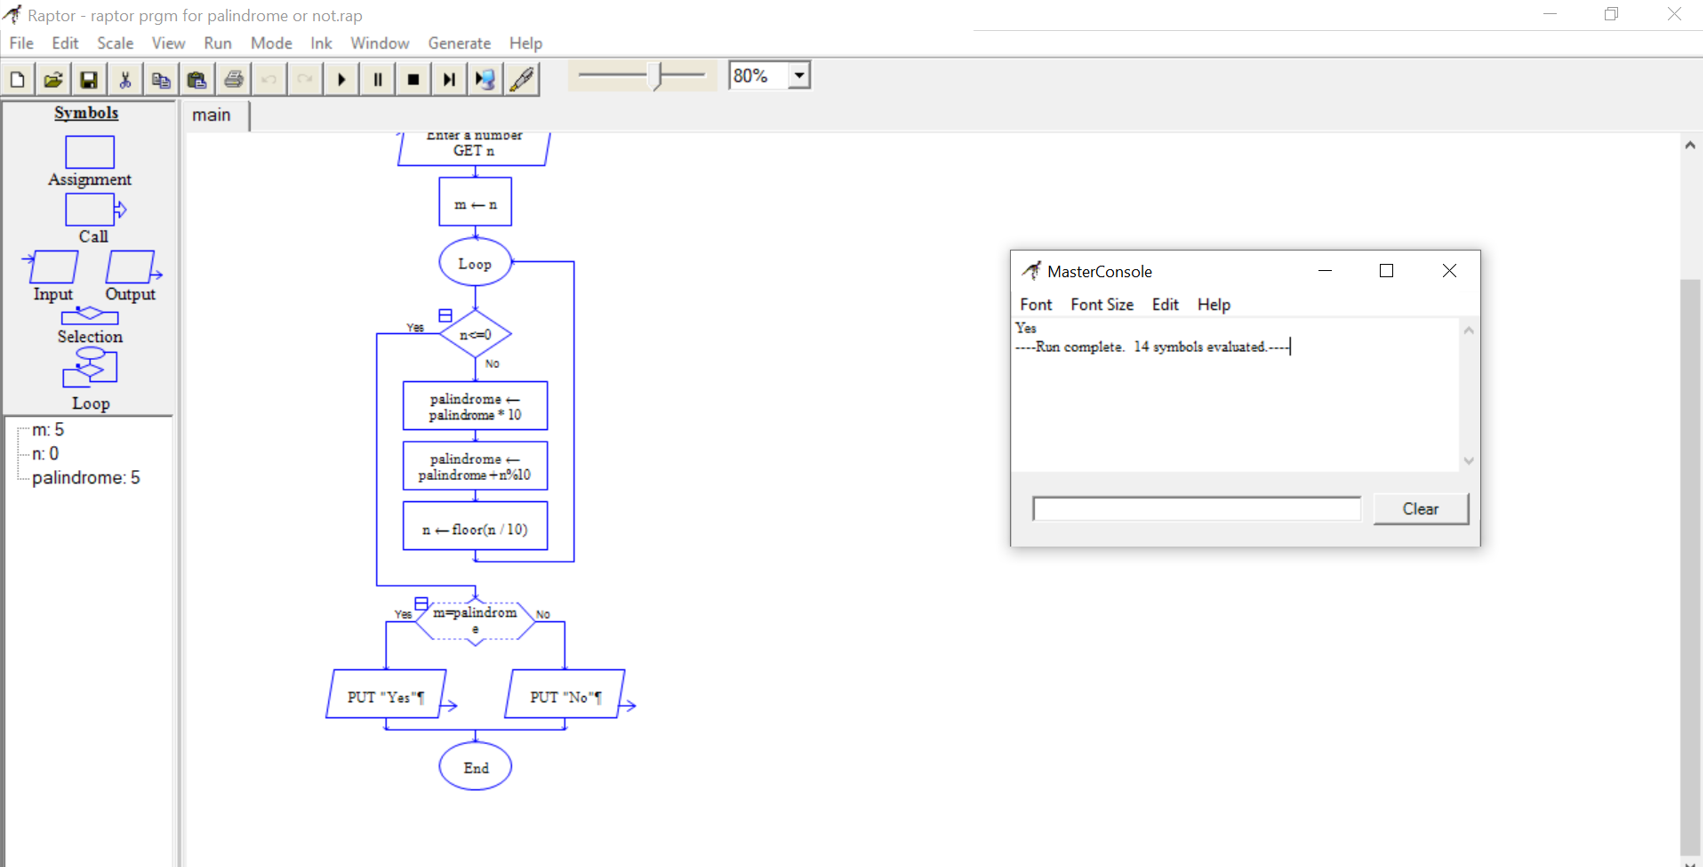 Raptor - raptor prgm for palindrome or not.rap
File Edit Scale View Run Mode Ink Window Generate Help
80%
Symbols
Assignment
Call
Input Output
Selection
Loop
m: 5
n: 0
palindrome: 5
main
Enter a number
GET n
m ← n
Loop
Yes
n<=0
No
palindrome ←
palindrome * 10
palindrome ←
palindrome+n%10
n ← floor(n / 10)
Yes
m=palindrom
e
No
PUT "Yes"¶
PUT "No"¶
End
MasterConsole
Font Font Size Edit Help
Yes
----Run complete. 14 symbols evaluated.----
Clear